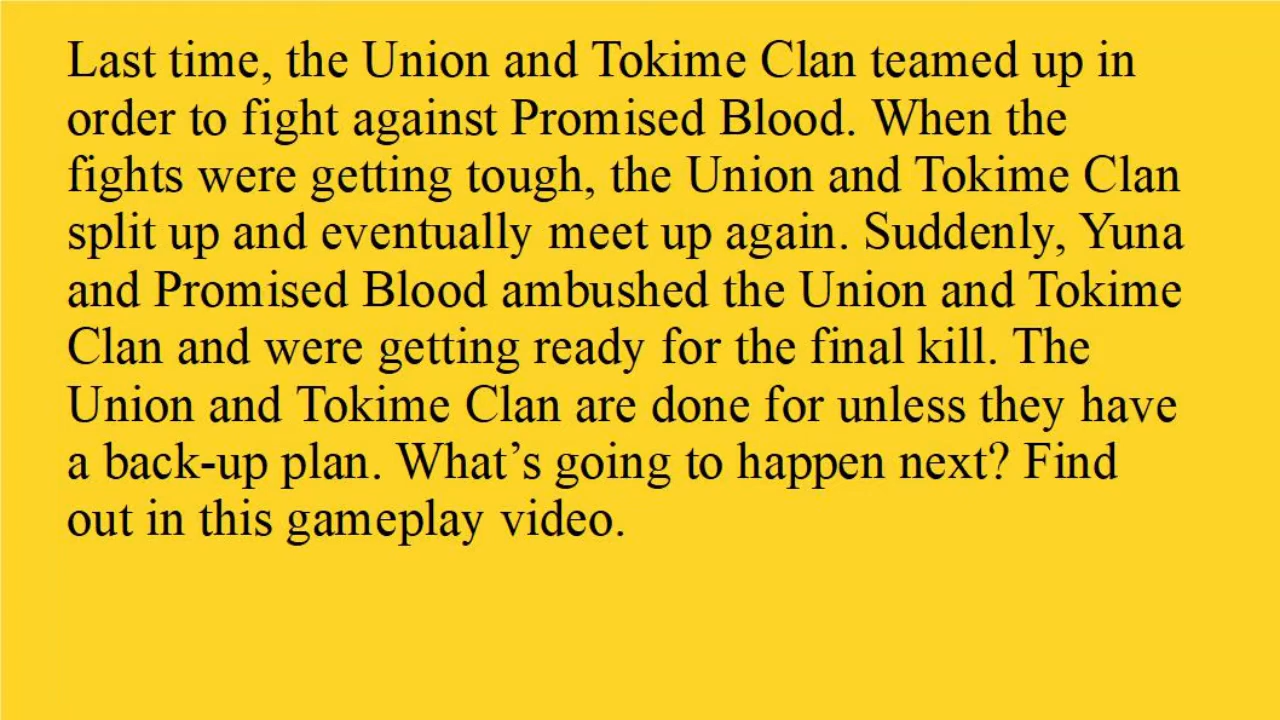 Last time, the Union and Tokime Clan teamed up in
order to fight against Promised Blood. When the
fights were getting tough, the Union and Tokime Clan
split up and eventually meet up again. Suddenly, Yuna
and Promised Blood ambushed the Union and Tokime
Clan and were getting ready for the final kill. The
Union and Tokime Clan are done for unless they have
a back-up plan. What’s going to happen next? Find
out in this gameplay video.